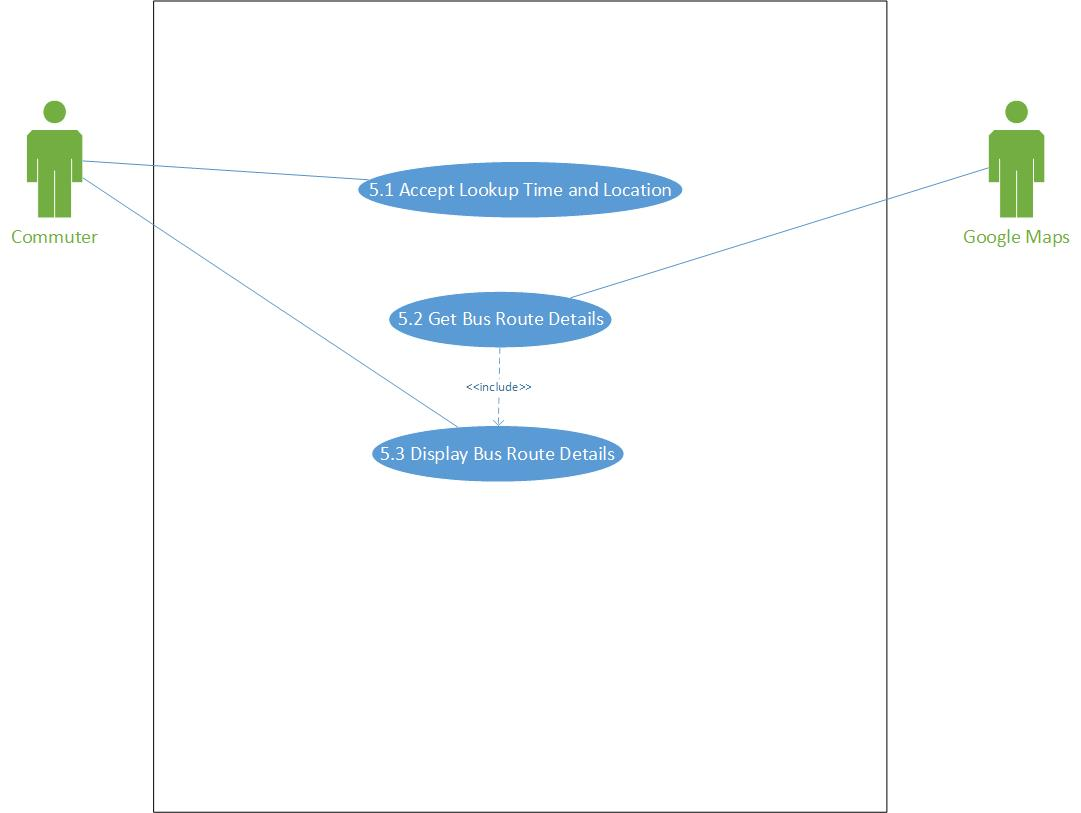 5.1 Accept Lookup Time and Location
Commuter
Google Maps
5.2 Get Bus Route Details
<<include>>
5.3 Display Bus Route Details